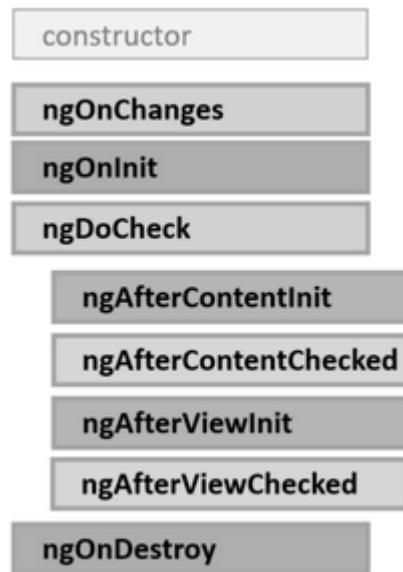 constructor
ngOnChanges
ngOnInit
ngDoCheck
ngAfterContentInit
ngAfterContentChecked
ngAfterViewInit
ngAfterViewChecked
ngOnDestroy